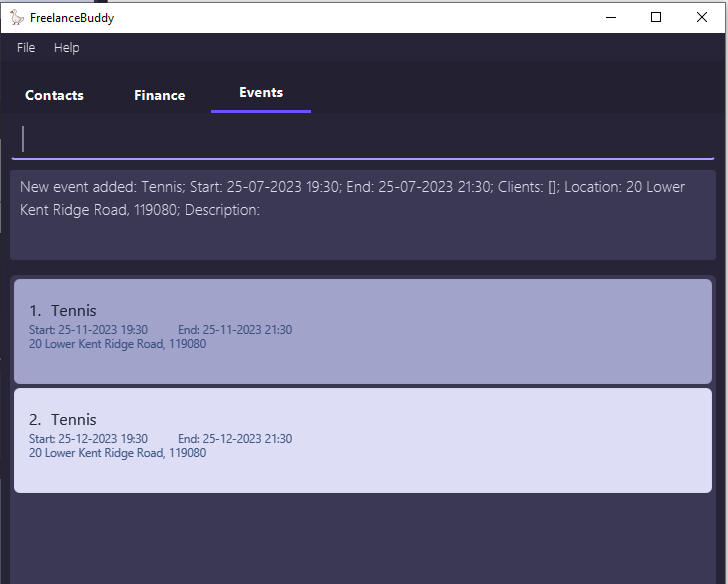 FreelanceBuddy
File Help
Contacts Finance Events
New event added: Tennis; Start: 25-07-2023 19:30; End: 25-07-2023 21:30; Clients: []; Location: 20 Lower
Kent Ridge Road, 119080; Description:
1. Tennis
Start: 25-11-2023 19:30 End: 25-11-2023 21:30
20 Lower Kent Ridge Road, 119080
2. Tennis
Start: 25-12-2023 19:30 End: 25-12-2023 21:30
20 Lower Kent Ridge Road, 119080